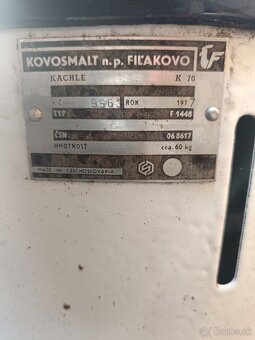 KOVOSMALT n.p. FIĽAKOVO
KACHLE K 70
v.č. ROK 1977
TYP: F 1448
ČSN: 06 8617
HMOTNOSŤ cca. 60 kg
MADE IN CZECHOSLOVAKIA
bazos.sk